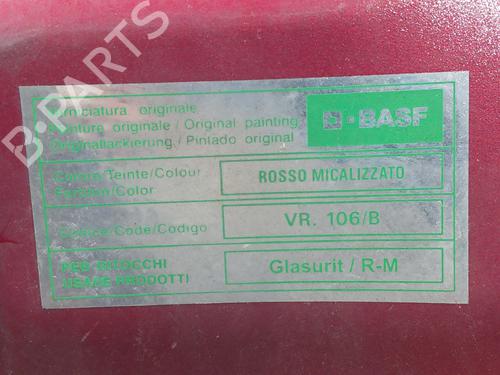 Verniciatura originale
Peinture originale / Original painting
Originallackierung / Pintado original
BASF
Colore/Teinte/Colour
Farbton/Color
ROSSO MICALIZZATO
Codice/Code/Codigo
VR. 106/B
PER RITOCCHI
USARE PRODOTTI
Glasurit / R-M
B-PARTS